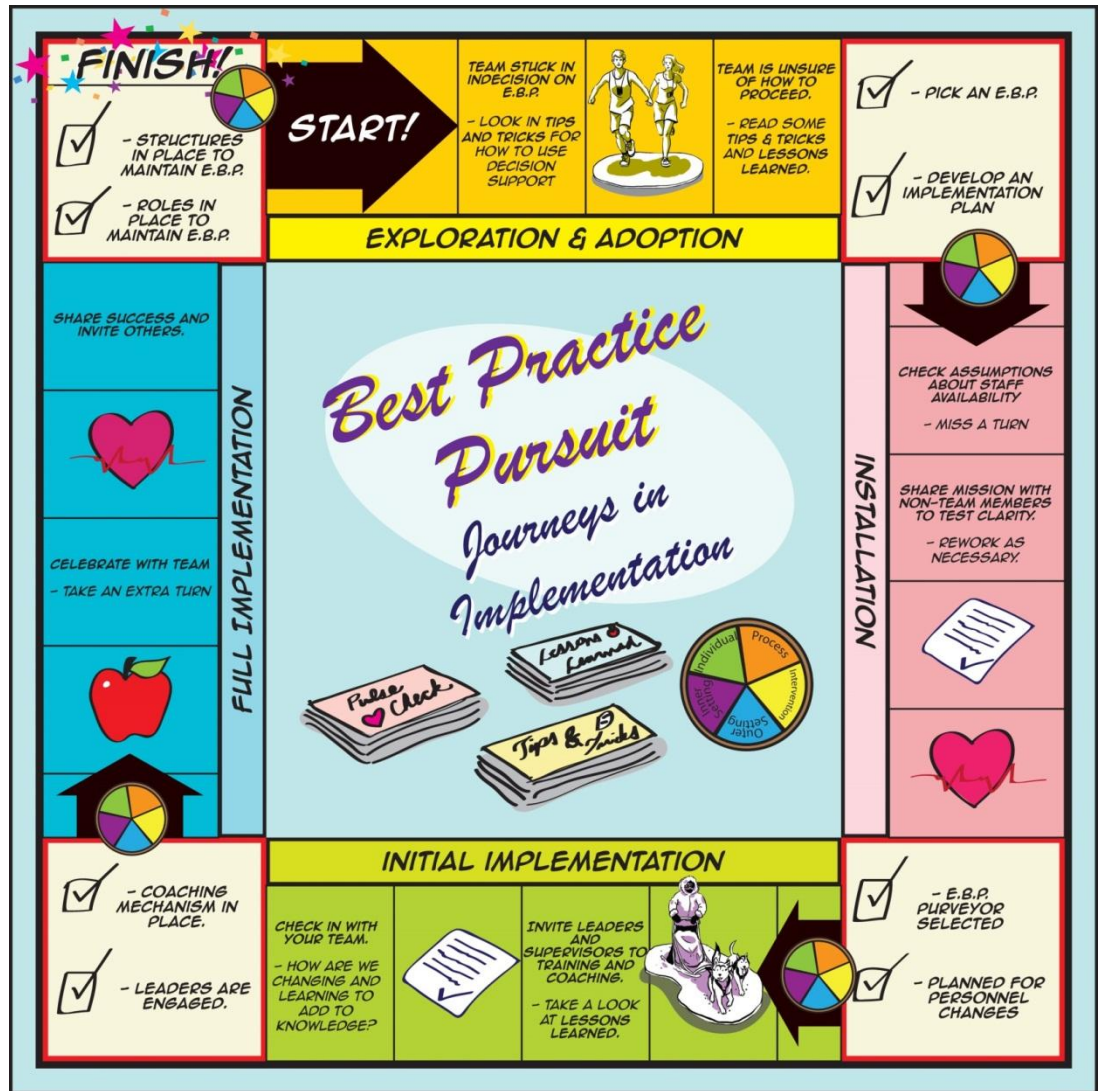 FINISH!
- STRUCTURES
IN PLACE TO
MAINTAIN E.B.P.
- ROLES IN
PLACE TO
MAINTAIN E.B.P.
START!
TEAM STUCK IN
INDECISION ON
E.B.P.
- LOOK IN TIPS
AND TRICKS FOR
HOW TO USE
DECISION
SUPPORT
TEAM IS UNSURE
OF HOW TO
PROCEED.
- READ SOME
TIPS & TRICKS
AND LESSONS
LEARNED.
- PICK AN E.B.P.
- DEVELOP AN
IMPLEMENTATION
PLAN
EXPLORATION & ADOPTION
CHECK ASSUMPTIONS
ABOUT STAFF
AVAILABILITY
- MISS A TURN
SHARE MISSION WITH
NON-TEAM MEMBERS
TO TEST CLARITY.
- REWORK AS
NECESSARY.
INSTALLATION
- E.B.P.
PURVEYOR
SELECTED
- PLANNED FOR
PERSONNEL
CHANGES
INITIAL IMPLEMENTATION
INVITE LEADERS
AND
SUPERVISORS TO
TRAINING AND
COACHING.
- TAKE A LOOK
AT LESSONS
LEARNED.
CHECK IN WITH
YOUR TEAM.
- HOW ARE WE
CHANGING AND
LEARNING TO
ADD TO
KNOWLEDGE?
- COACHING
MECHANISM IN
PLACE.
- LEADERS ARE
ENGAGED.
FULL IMPLEMENTATION
CELEBRATE WITH TEAM
- TAKE AN EXTRA TURN
SHARE SUCCESS AND
INVITE OTHERS.
Best Practice
Pursuit
Journeys in
Implementation
Pulse
Check
Lessons
Learned
Tips & Tricks
Individual
Process
Intervention
Outer
Setting
Inner
Setting